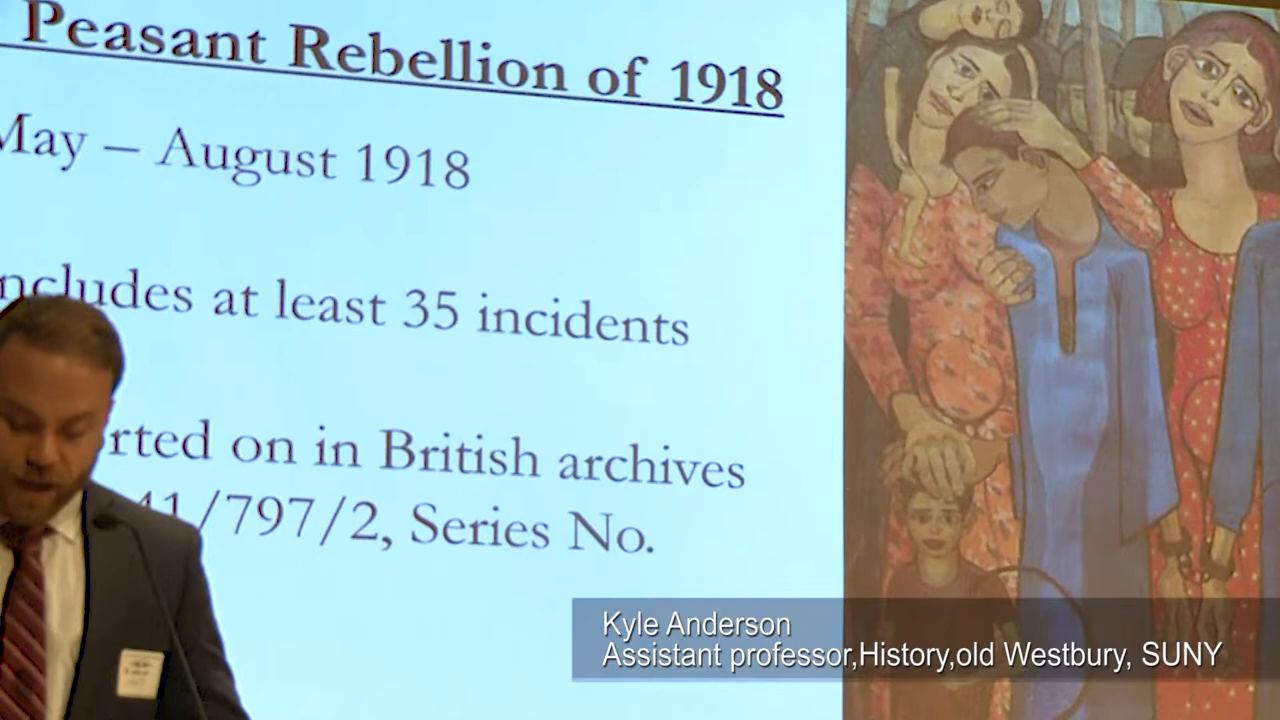 Peasant Rebellion of 1918
May – August 1918
ncludes at least 35 incidents
rted on in British archives
41/797/2, Series No.
Kyle Anderson
Assistant professor,History,old Westbury, SUNY